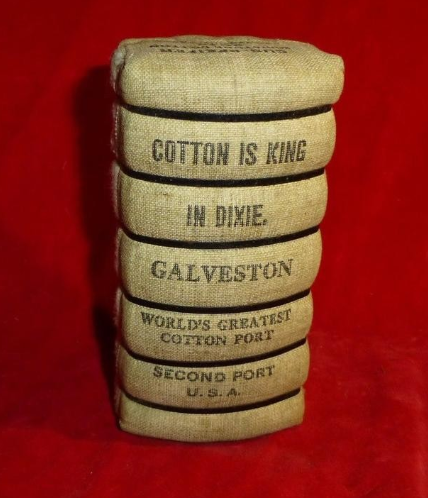 COTTON IS KING
IN DIXIE.
GALVESTON
WORLD'S GREATEST
COTTON PORT
SECOND PORT
U. S. A.